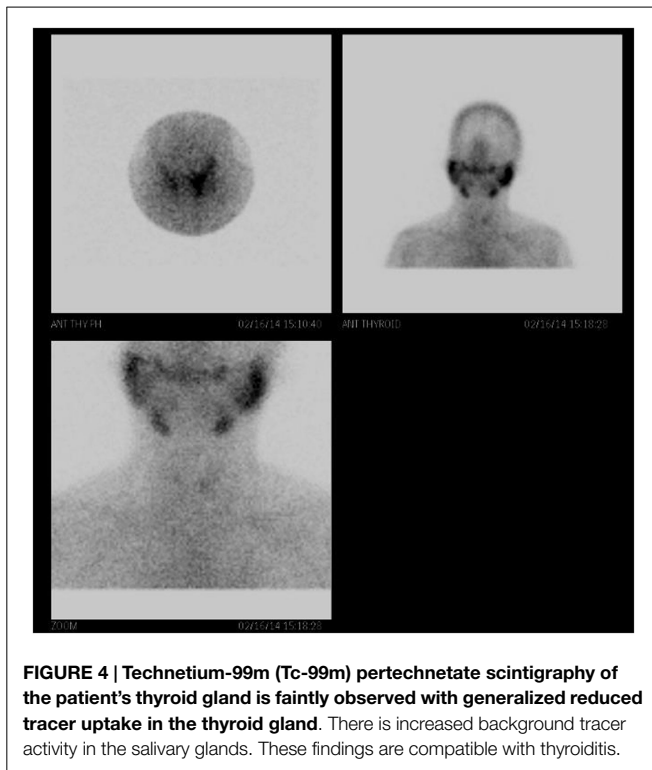 ANT THY PH 02/16/14 15:10:40
ANT THYROID 02/16/14 15:18:28
ZOOM 02/16/14 15:18:28
FIGURE 4 | Technetium-99m (Tc-99m) pertechnetate scintigraphy of
the patient’s thyroid gland is faintly observed with generalized reduced
tracer uptake in the thyroid gland. There is increased background tracer
activity in the salivary glands. These findings are compatible with thyroiditis.